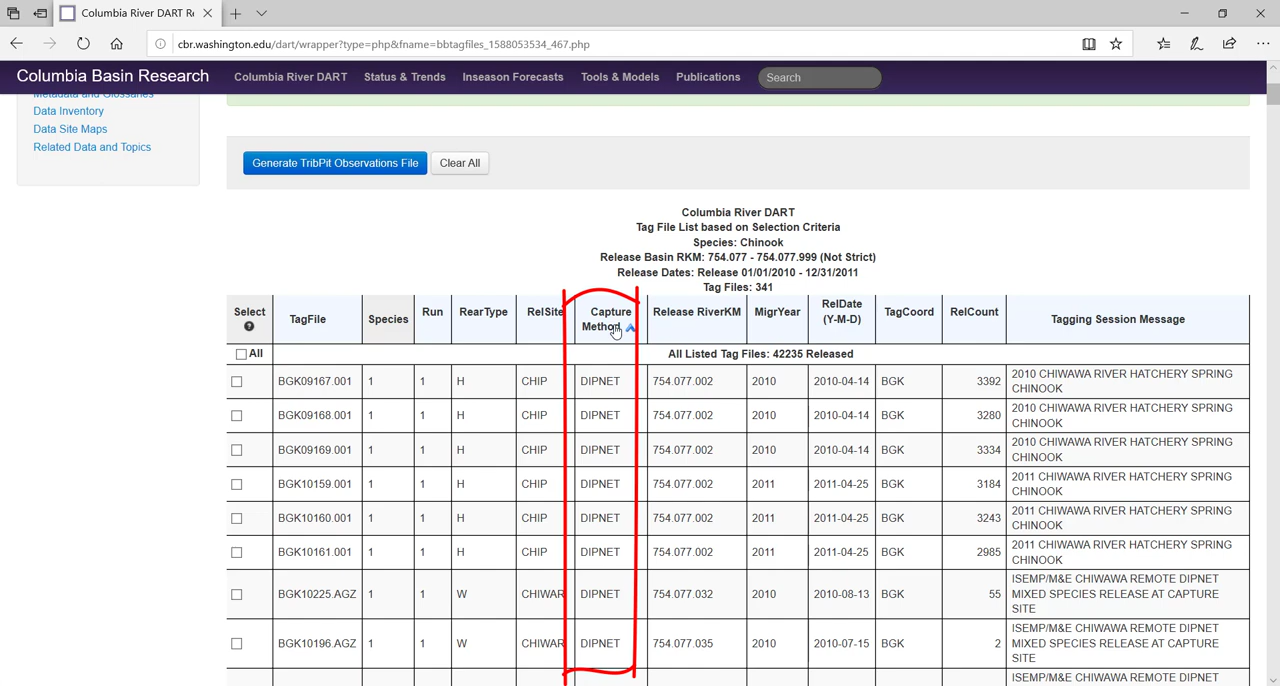 Columbia River DART Re
cbr.washington.edu/dart/wrapper?type=php&fname=bbtagfiles_1588053534_467.php
Columbia Basin Research Columbia River DART Status & Trends Inseason Forecasts Tools & Models Publications Search
Metadata and Glossaries
Data Inventory
Data Site Maps
Related Data and Topics
Generate TribPit Observations File Clear All
Columbia River DART
Tag File List based on Selection Criteria
Species: Chinook
Release Basin RKM: 754.077 - 754.077.999 (Not Strict)
Release Dates: Release 01/01/2010 - 12/31/2011
Tag Files: 341
Select TagFile Species Run RearType RelSite Capture Method Release RiverKM MigrYear RelDate (Y-M-D) TagCoord RelCount Tagging Session Message
All All Listed Tag Files: 42235 Released
BGK09167.001 1 1 H CHIP DIPNET 754.077.002 2010 2010-04-14 BGK 3392 2010 CHIWAWA RIVER HATCHERY SPRING
CHINOOK
BGK09168.001 1 1 H CHIP DIPNET 754.077.002 2010 2010-04-14 BGK 3280 2010 CHIWAWA RIVER HATCHERY SPRING
CHINOOK
BGK09169.001 1 1 H CHIP DIPNET 754.077.002 2010 2010-04-14 BGK 3334 2010 CHIWAWA RIVER HATCHERY SPRING
CHINOOK
BGK10159.001 1 1 H CHIP DIPNET 754.077.002 2011 2011-04-25 BGK 3184 2011 CHIWAWA RIVER HATCHERY SPRING
CHINOOK
BGK10160.001 1 1 H CHIP DIPNET 754.077.002 2011 2011-04-25 BGK 3243 2011 CHIWAWA RIVER HATCHERY SPRING
CHINOOK
BGK10161.001 1 1 H CHIP DIPNET 754.077.002 2011 2011-04-25 BGK 2985 2011 CHIWAWA RIVER HATCHERY SPRING
CHINOOK
BGK10225.AGZ 1 1 W CHIWAR DIPNET 754.077.032 2010 2010-08-13 BGK 55 ISEMP/M&E CHIWAWA REMOTE DIPNET
MIXED SPECIES RELEASE AT CAPTURE
SITE
BGK10196.AGZ 1 1 W CHIWAR DIPNET 754.077.035 2010 2010-07-15 BGK 2 ISEMP/M&E CHIWAWA REMOTE DIPNET
MIXED SPECIES RELEASE AT CAPTURE
SITE
ISEMP/M&E CHIWAWA REMOTE DIPNET